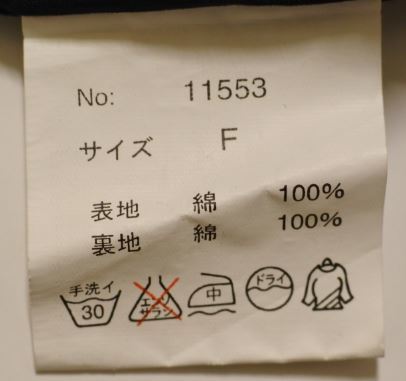 No: 11553
サイズ F
表地 綿 100%
裏地 綿 100%
手洗イ 30 エンソ サラシ 中 ドライ